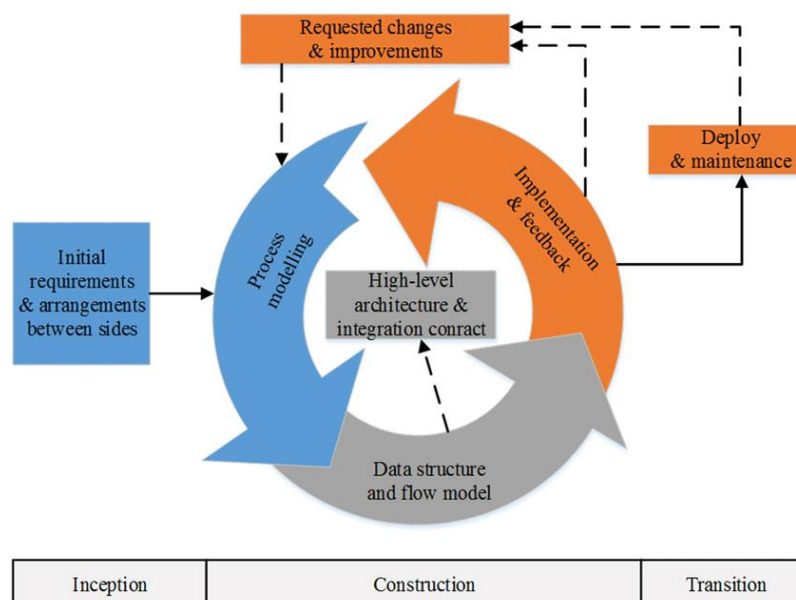 Requested changes
& improvements
Deploy
& maintenance
Implementation
& feedback
Process
modelling
Initial
requirements
& arrangements
between sides
High-level
architecture &
integration conract
Data structure
and flow model
Inception
Construction
Transition